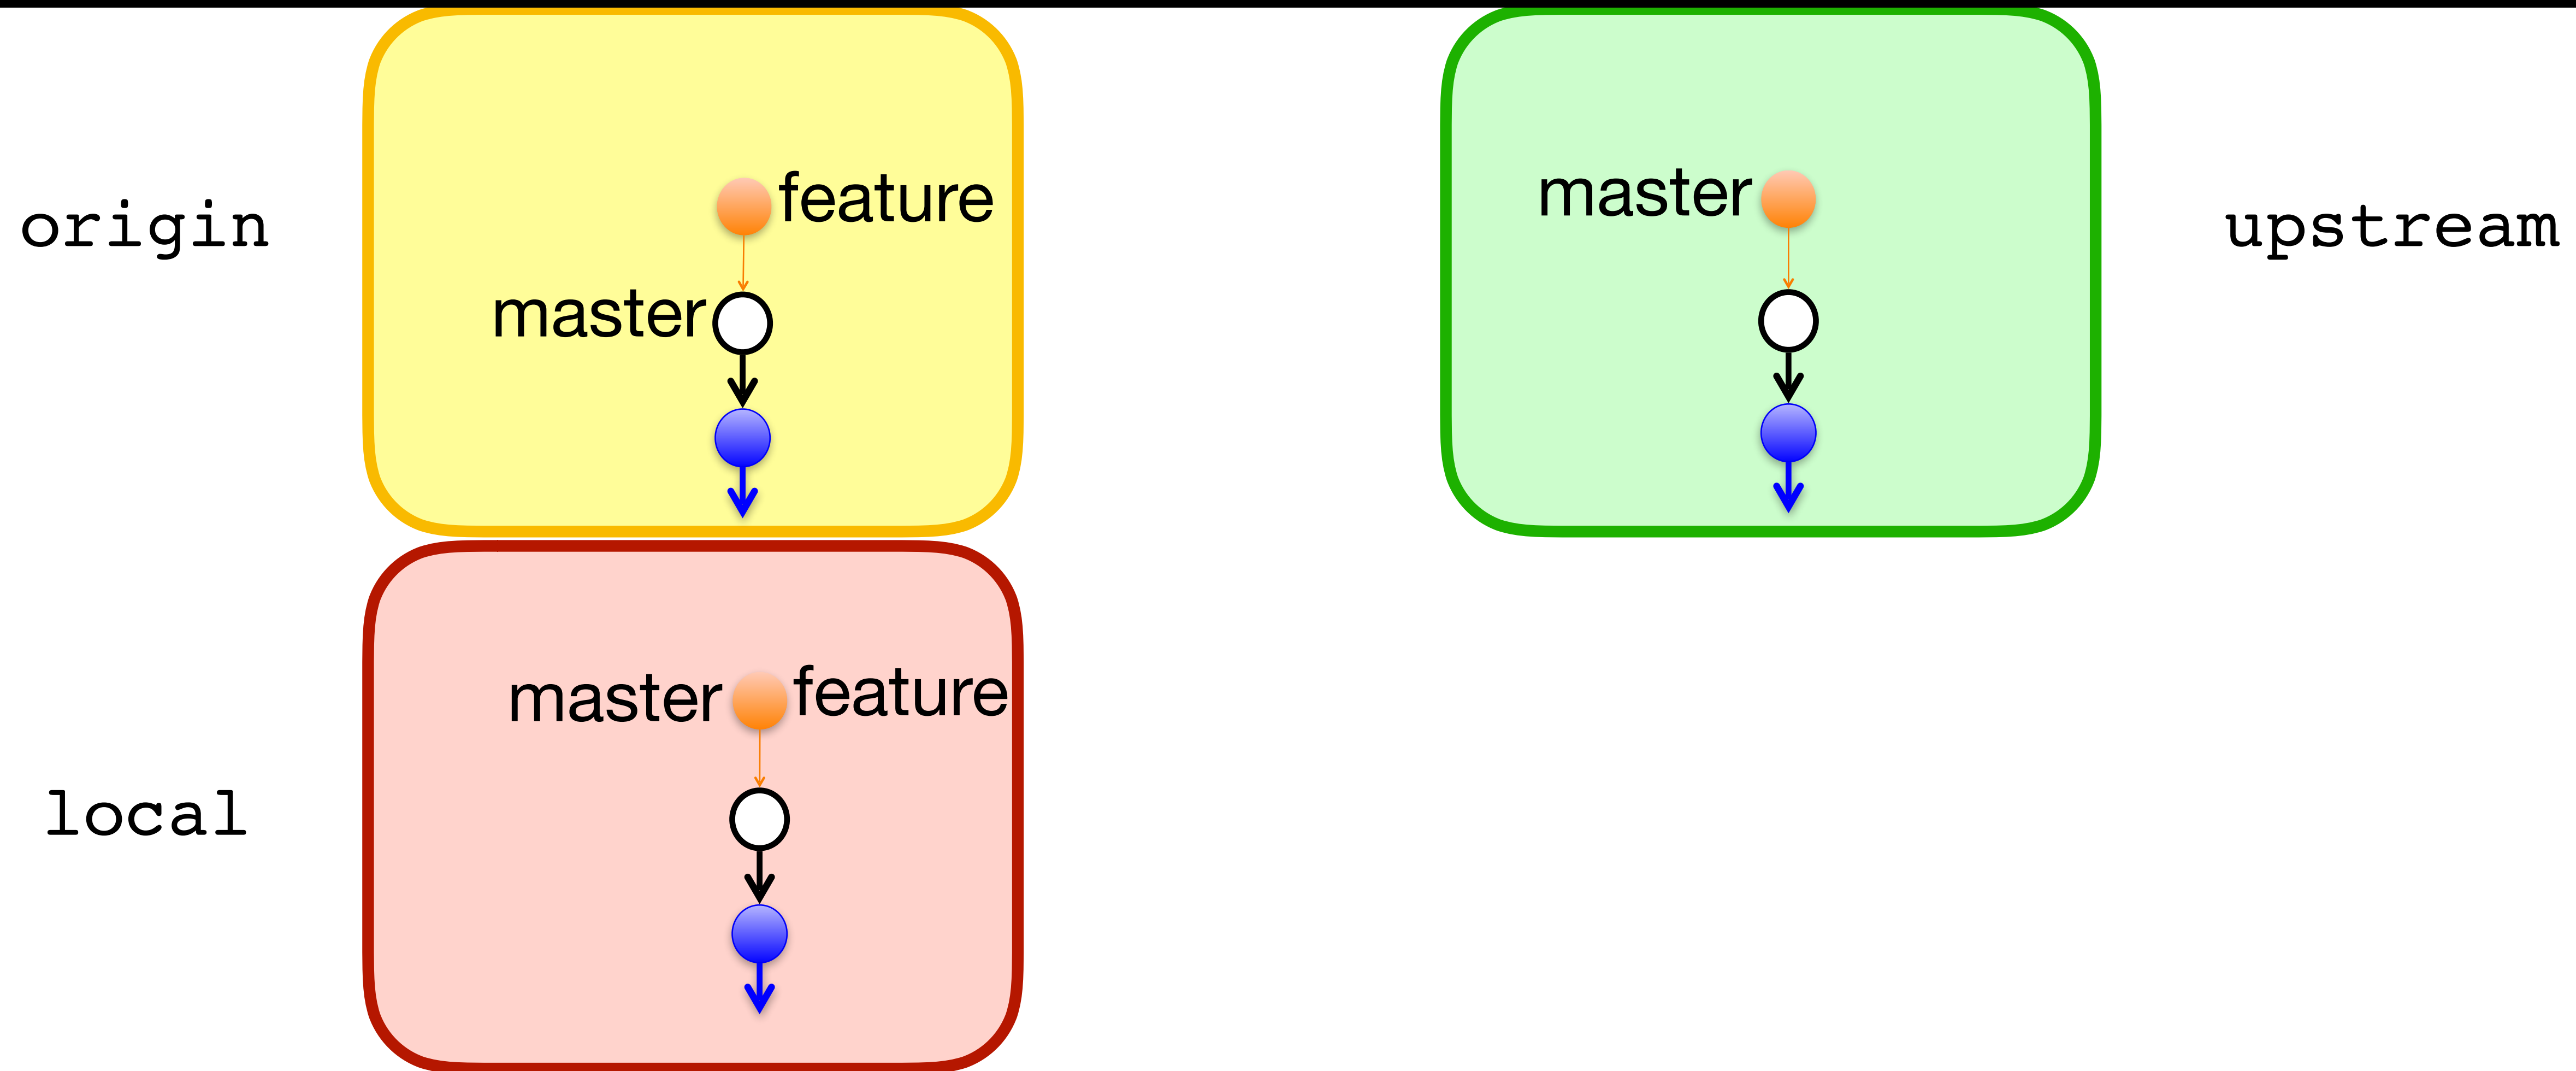 origin
feature
master
master
upstream
local
master feature